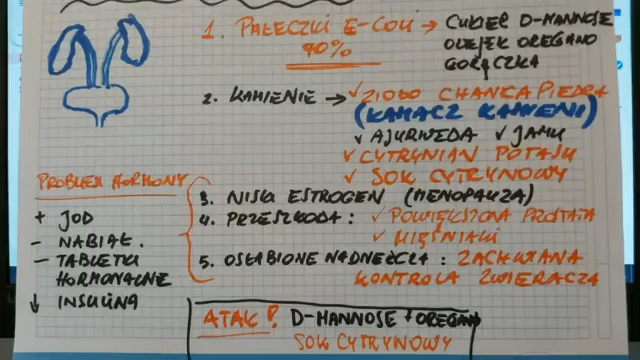 1. PAŁECZKI E-COLI → CUKIER D-MANNOSE
90% OLEJEK OREGANO
GORĄCZKA
2. KAMIENIE → ✓ ZIOŁO CHANCA PIEDRA
(ŁAMACZ KAMIENI)
✓ AJURWEDA ✓ JAMU
✓ CYTRYNIAN POTASU
✓ SOK CYTRYNOWY
PROBLEM HORMONY
+ JOD
- NABIAŁ.
- TABLETKI
HORMONALNE
↓ INSULINA
3. NISKI ESTROGEN (MENOPAUZA)
4. PRZESZKODA: ✓ POWIĘKSZONA PROSTATA
✓ MIĘŚNIAKI
5. OSŁABIONE NADNERCZA: ZACHWIANA
KONTROLA ZWIERACZA
ATAK ?. D-MANNOSE + OREGANO
SOK CYTRYNOWY